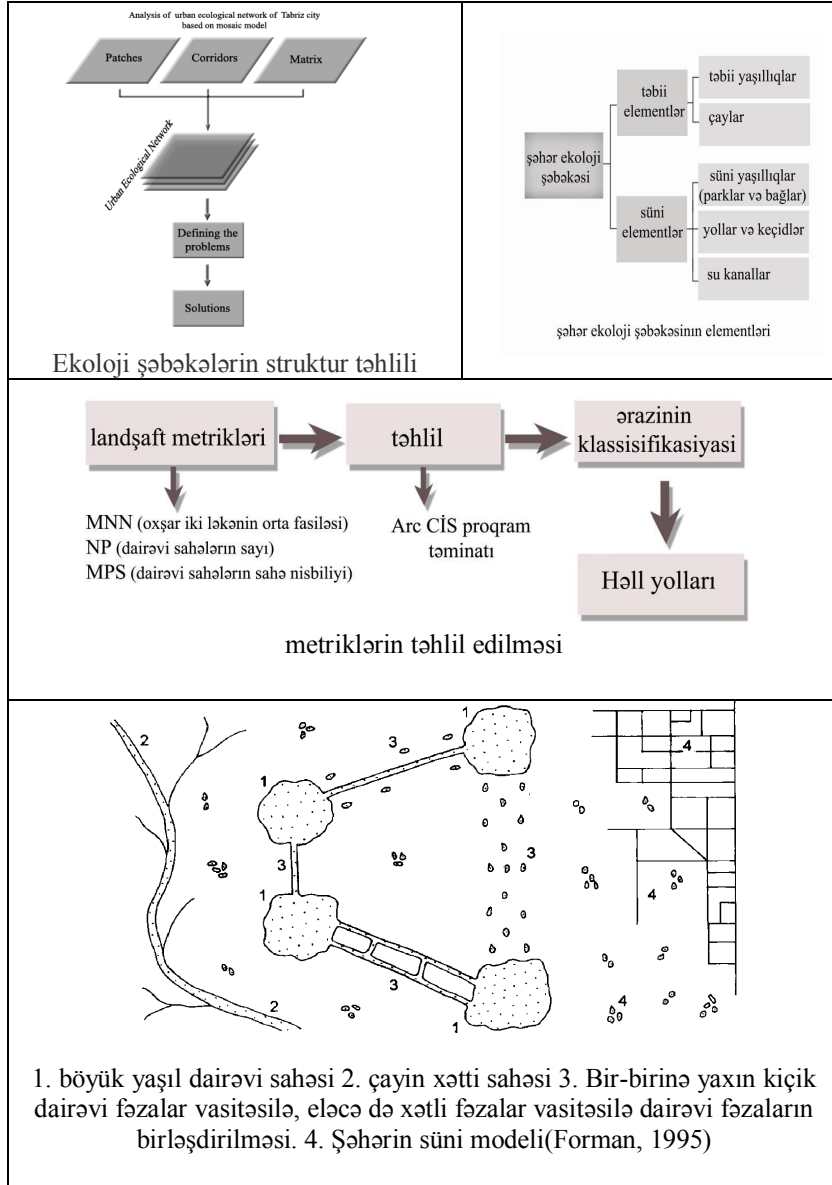 Analysis of urban ecological network of Tabriz city
based on mosaic model
Patches
Corridors
Matrix
Urban Ecological Network
Defining the
problems
Solutions
Ekoloji şəbəkələrin struktur təhlili
şəhər ekoloji
şəbəkəsi
təbii
elementlər
təbii yaşıllıqlar
çaylar
süni
elementlər
süni yaşıllıqlar
(parklar və bağlar)
yollar və keçidlər
su kanallar
şəhər ekoloji şəbəkəsinin elementləri
landşaft metrikləri
təhlil
ərazinin
klassisifikasiyasi
MNN (oxşar iki ləkənin orta fasiləsi)
NP (dairəvi sahələrin sayı)
MPS (dairəvi sahələrin sahə nisbiliyi)
Arc CİS proqram
təminatı
Həll yolları
metriklərin təhlil edilməsi
1
2
3
4
1
3
3
1
4
3
4
2
1
1. böyük yaşıl dairəvi sahəsi 2. çayin xətti sahəsi 3. Bir-birinə yaxın kiçik
dairəvi fəzalar vasitəsilə, eləcə də xətli fəzalar vasitəsilə dairəvi fəzaların
birləşdirilməsi. 4. Şəhərin süni modeli(Forman, 1995)